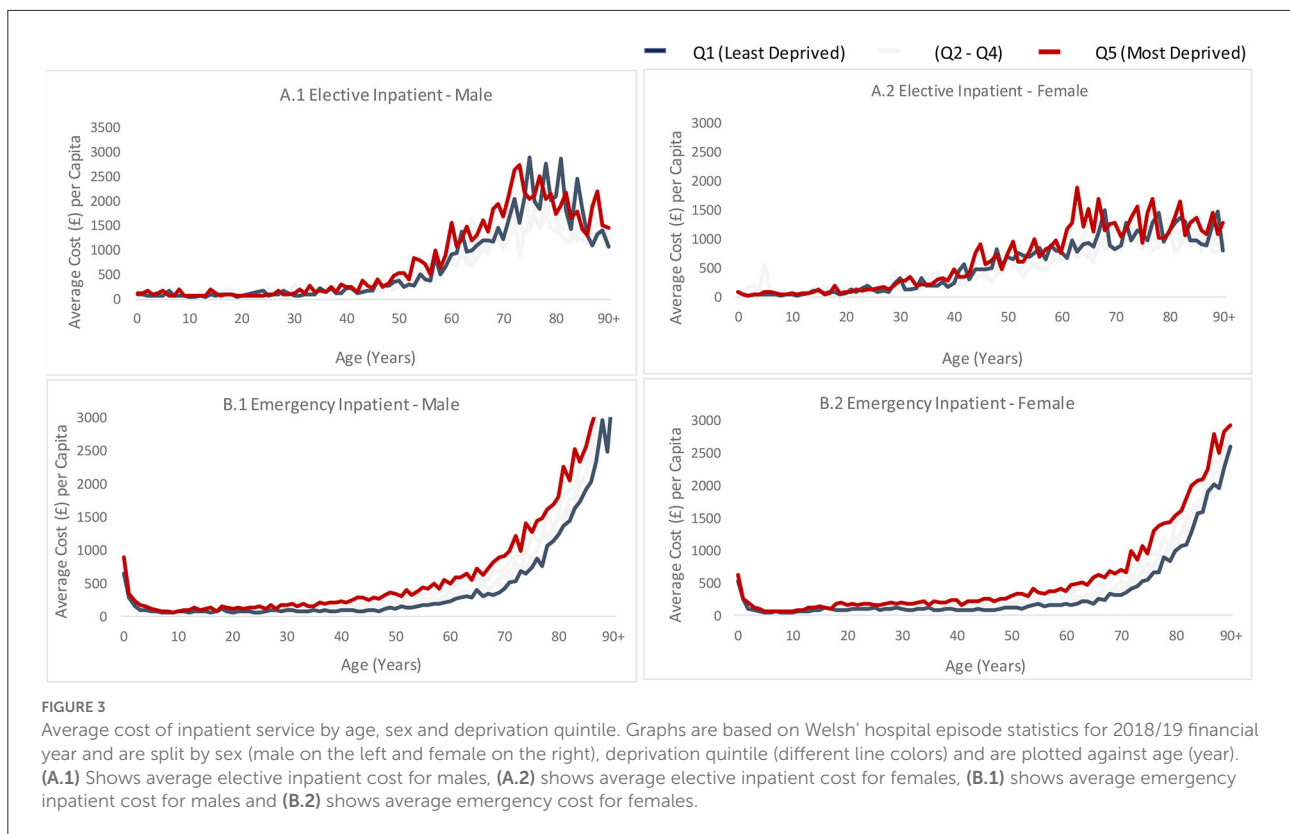 Q1 (Least Deprived) (Q2 - Q4) Q5 (Most Deprived)
A.1 Elective Inpatient - Male
Average Cost (£) per Capita
3500
3000
2500
2000
1500
1000
500
0
0 10 20 30 40 50 60 70 80 90+
Age (Years)
A.2 Elective Inpatient - Female
Average Cost (£) per Capita
3000
2500
2000
1500
1000
500
0
0 10 20 30 40 50 60 70 80 90+
Age (Years)
B.1 Emergency Inpatient - Male
Average Cost (£) per Capita
3000
2500
2000
1500
1000
500
0
0 10 20 30 40 50 60 70 80 90+
Age (Years)
B.2 Emergency Inpatient - Female
Average Cost (£) per Capita
3000
2500
2000
1500
1000
500
0
0 10 20 30 40 50 60 70 80 90+
Age (Years)
FIGURE 3
Average cost of inpatient service by age, sex and deprivation quintile. Graphs are based on Welsh' hospital episode statistics for 2018/19 financial
year and are split by sex (male on the left and female on the right), deprivation quintile (different line colors) and are plotted against age (year).
(A.1) Shows average elective inpatient cost for males, (A.2) shows average elective inpatient cost for females, (B.1) shows average emergency
inpatient cost for males and (B.2) shows average emergency cost for females.